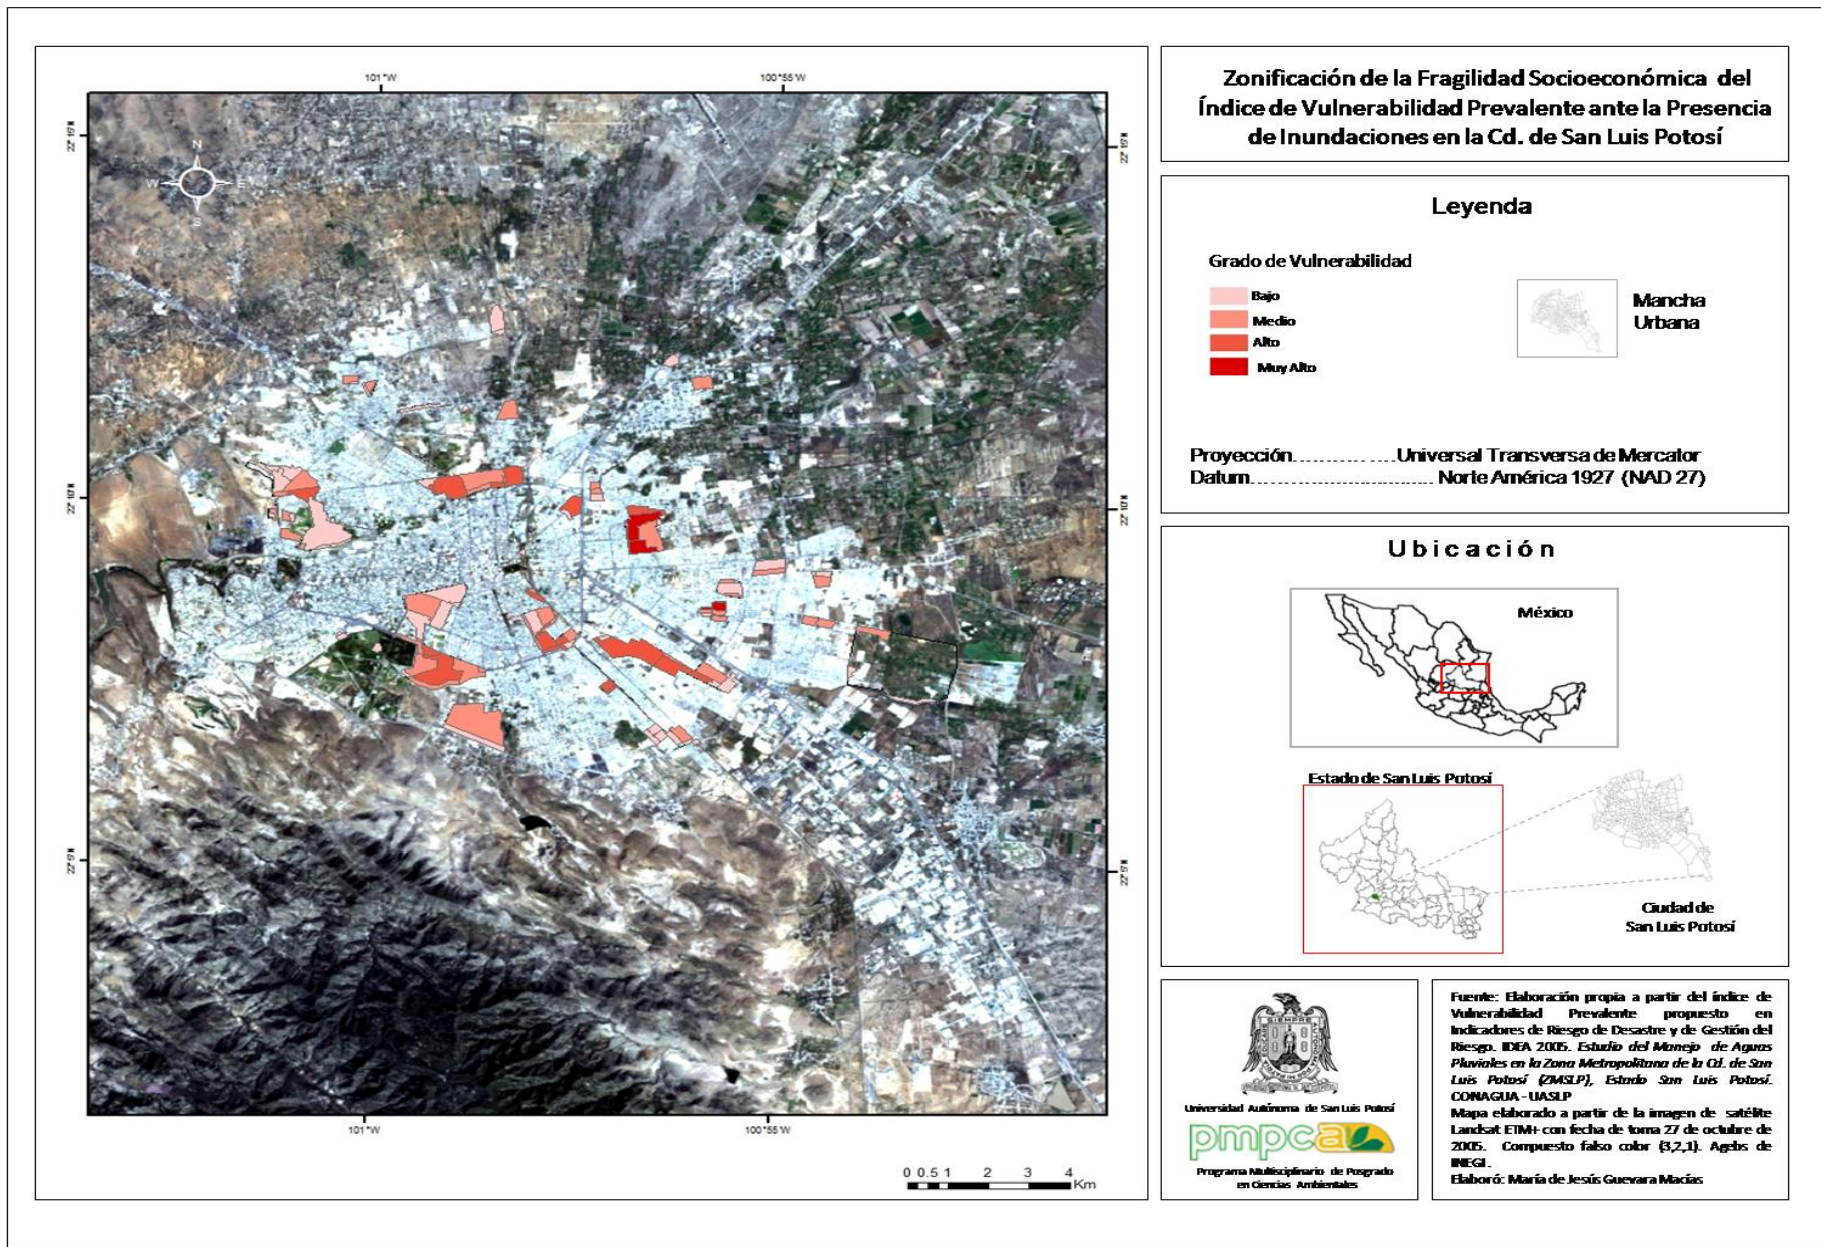 101°W
100°55'W
22°15'N
22°15'N
N
W
E
S
22°10'N
22°10'N
22°5'N
22°5'N
101°W
100°55'W
0 0.5 1 2 3 4
Km
Zonificación de la Fragilidad Socioeconómica del
Índice de Vulnerabilidad Prevalente ante la Presencia
de Inundaciones en la Cd. de San Luis Potosí
Leyenda
Grado de Vulnerabilidad
Bajo
Medio
Alto
Muy Alto
Mancha
Urbana
Proyección...............Universal Transversa de Mercator
Datum................................ Norte América 1927 (NAD 27)
Ubicación
México
Estado de San Luis Potosí
Ciudad de
San Luis Potosí
SIEMPRE
Universidad Autónoma de San Luis Potosí
pmpca
Programa Multisciplinario de Posgrado
en Ciencias Ambientales
Fuente: Elaboración propia a partir del índice de
Vulnerabilidad Prevalente propuesto en
Indicadores de Riesgo de Desastre y de Gestión del
Riesgo. IDEA 2005. Estudio del Manejo de Aguas
Pluviales en la Zona Metropolitana de la Cd. de San
Luis Potosí (ZMSLP), Estado San Luis Potosí.
CONAGUA - UASLP
Mapa elaborado a partir de la imagen de satélite
Landsat ETM+ con fecha de toma 27 de octubre de
2005. Compuesto falso color (3,2,1). Agebs de
INEGI.
Elaboró: María de Jesús Guevara Macías